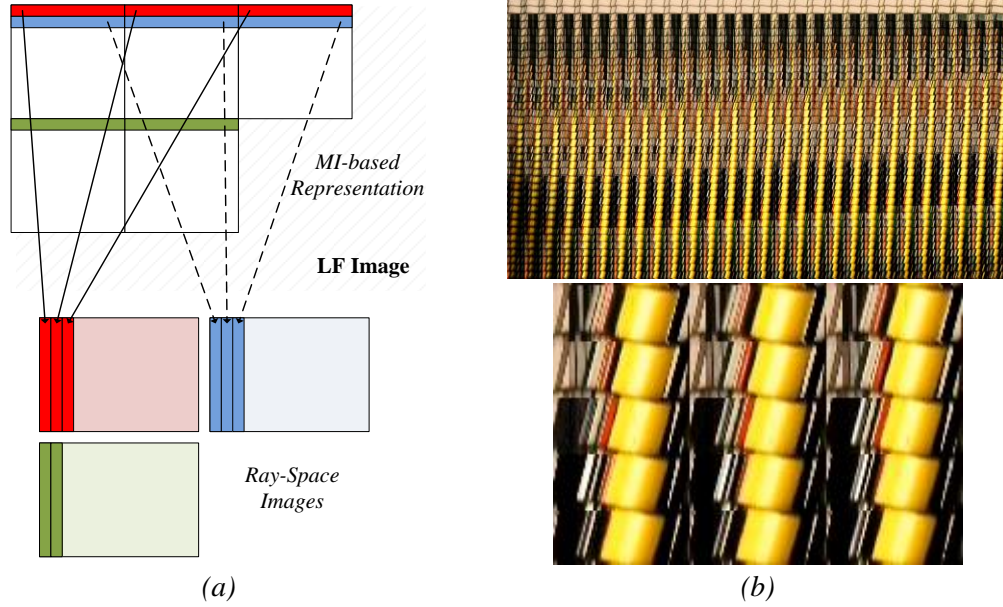 MI-based
Representation
LF Image
Ray-Space
Images
(a)
(b)